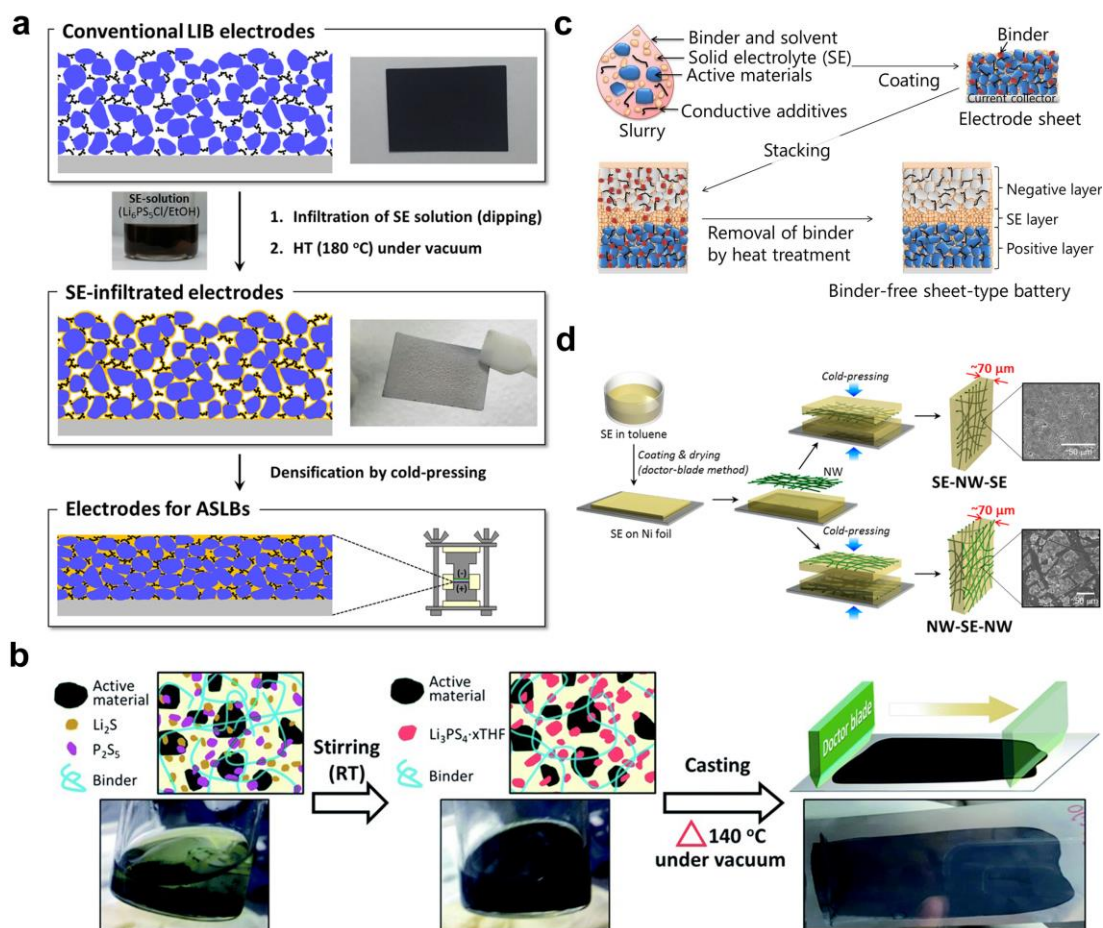 a
Conventional LIB electrodes
SE-solution
(Li₆PS₅Cl/EtOH)
1. Infiltration of SE solution (dipping)
2. HT (180 °C) under vacuum
SE-infiltrated electrodes
Densification by cold-pressing
Electrodes for ASLBs
(-)
(+)
c
Binder and solvent
Solid electrolyte (SE)
Active materials
Conductive additives
Slurry
Coating
Binder
Current collector
Electrode sheet
Stacking
Removal of binder
by heat treatment
Negative layer
SE layer
Positive layer
Binder-free sheet-type battery
d
SE in toluene
Coating & drying
(doctor-blade method)
SE on Ni foil
NW
Cold-pressing
~70 μm
SE-NW-SE
~50 μm
Cold-pressing
~70 μm
NW-SE-NW
b
Active
material
Li₂S
P₂S₅
Binder
Stirring
(RT)
Active
material
Li₃PS₄·xTHF
Binder
Casting
140 °C
under vacuum
Doctor blade